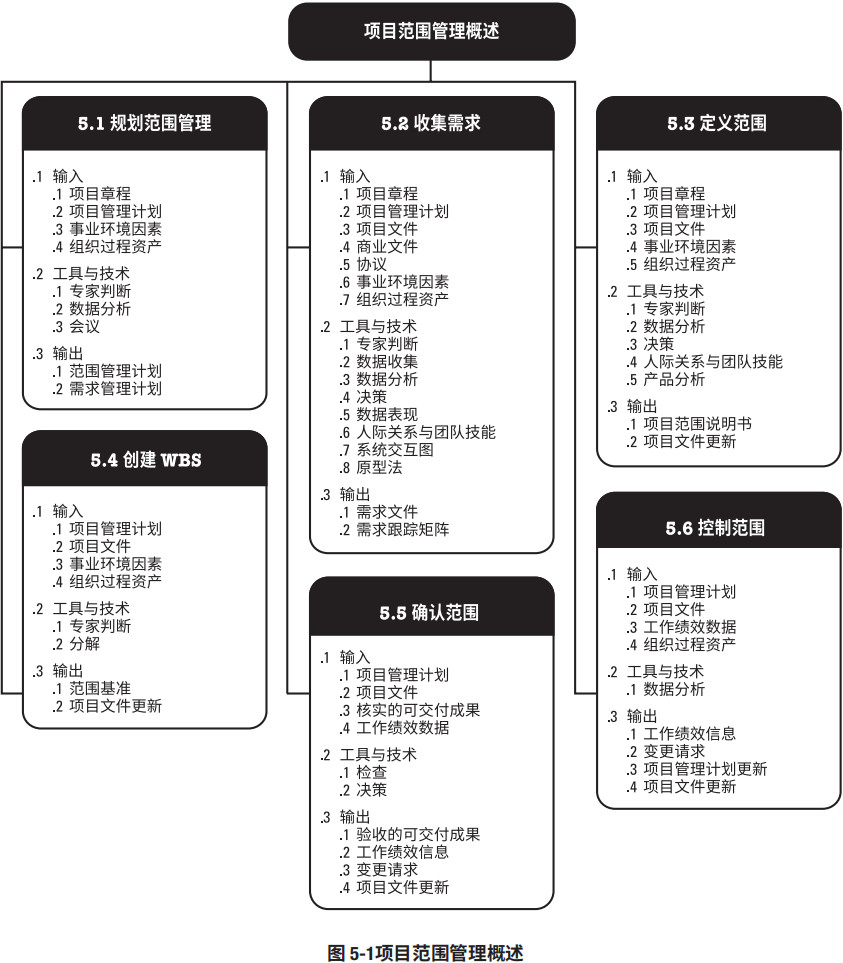 项目范围管理概述
5.1 规划范围管理
.1 输入
.1 项目章程
.2 项目管理计划
.3 事业环境因素
.4 组织过程资产
.2 工具与技术
.1 专家判断
.2 数据分析
.3 会议
.3 输出
.1 范围管理计划
.2 需求管理计划
5.2 收集需求
.1 输入
.1 项目章程
.2 项目管理计划
.3 项目文件
.4 商业文件
.5 协议
.6 事业环境因素
.7 组织过程资产
.2 工具与技术
.1 专家判断
.2 数据收集
.3 数据分析
.4 决策
.5 数据表现
.6 人际关系与团队技能
.7 系统交互图
.8 原型法
.3 输出
.1 需求文件
.2 需求跟踪矩阵
5.3 定义范围
.1 输入
.1 项目章程
.2 项目管理计划
.3 项目文件
.4 事业环境因素
.5 组织过程资产
.2 工具与技术
.1 专家判断
.2 数据分析
.3 决策
.4 人际关系与团队技能
.5 产品分析
.3 输出
.1 项目范围说明书
.2 项目文件更新
5.4 创建 WBS
.1 输入
.1 项目管理计划
.2 项目文件
.3 事业环境因素
.4 组织过程资产
.2 工具与技术
.1 专家判断
.2 分解
.3 输出
.1 范围基准
.2 项目文件更新
5.5 确认范围
.1 输入
.1 项目管理计划
.2 项目文件
.3 核实的可交付成果
.4 工作绩效数据
.2 工具与技术
.1 检查
.2 决策
.3 输出
.1 验收的可交付成果
.2 工作绩效信息
.3 变更请求
.4 项目文件更新
5.6 控制范围
.1 输入
.1 项目管理计划
.2 项目文件
.3 工作绩效数据
.4 组织过程资产
.2 工具与技术
.1 数据分析
.3 输出
.1 工作绩效信息
.2 变更请求
.3 项目管理计划更新
.4 项目文件更新
图 5-1项目范围管理概述